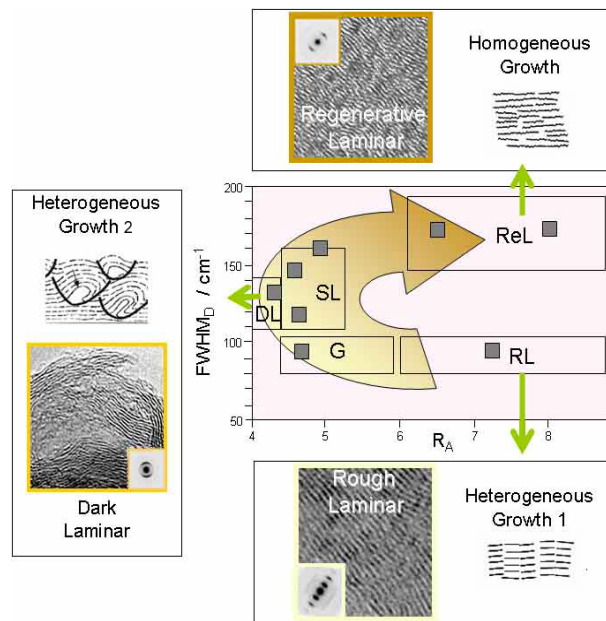 Regenerative
Laminar
Homogeneous
Growth
Heterogeneous
Growth 2
Dark
Laminar
FWHM_D / cm⁻¹
200
150
100
50
4
5
6
7
8
R_A
DL
SL
G
ReL
RL
Rough
Laminar
Heterogeneous
Growth 1